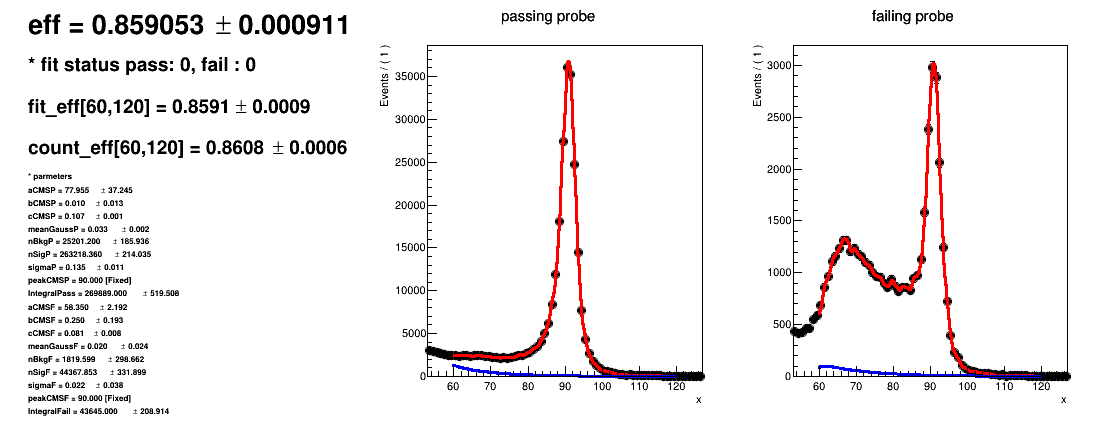 eff = 0.859053 ± 0.000911
* fit status pass: 0, fail : 0
fit_eff[60,120] = 0.8591 ± 0.0009
count_eff[60,120] = 0.8608 ± 0.0006
* parmeters
aCMSP = 77.955 ± 37.245
bCMSP = 0.010 ± 0.013
cCMSP = 0.107 ± 0.001
meanGaussP = 0.033 ± 0.002
nBkgP = 25201.200 ± 185.936
nSigP = 263218.360 ± 214.035
sigmaP = 0.135 ± 0.011
peakCMSP = 90.000 [Fixed]
IntegralPass = 269889.000 ± 519.508
aCMSF = 58.350 ± 2.192
bCMSF = 0.250 ± 0.193
cCMSF = 0.081 ± 0.008
meanGaussF = 0.020 ± 0.024
nBkgF = 1819.599 ± 298.662
nSigF = 44367.853 ± 331.899
sigmaF = 0.022 ± 0.038
peakCMSF = 90.000 [Fixed]
IntegralFail = 43645.000 ± 208.914
passing probe
Events / ( 1 )
35000
30000
25000
20000
15000
10000
5000
0
60 70 80 90 100 110 120
x
failing probe
Events / ( 1 )
3000
2500
2000
1500
1000
500
0
60 70 80 90 100 110 120
x